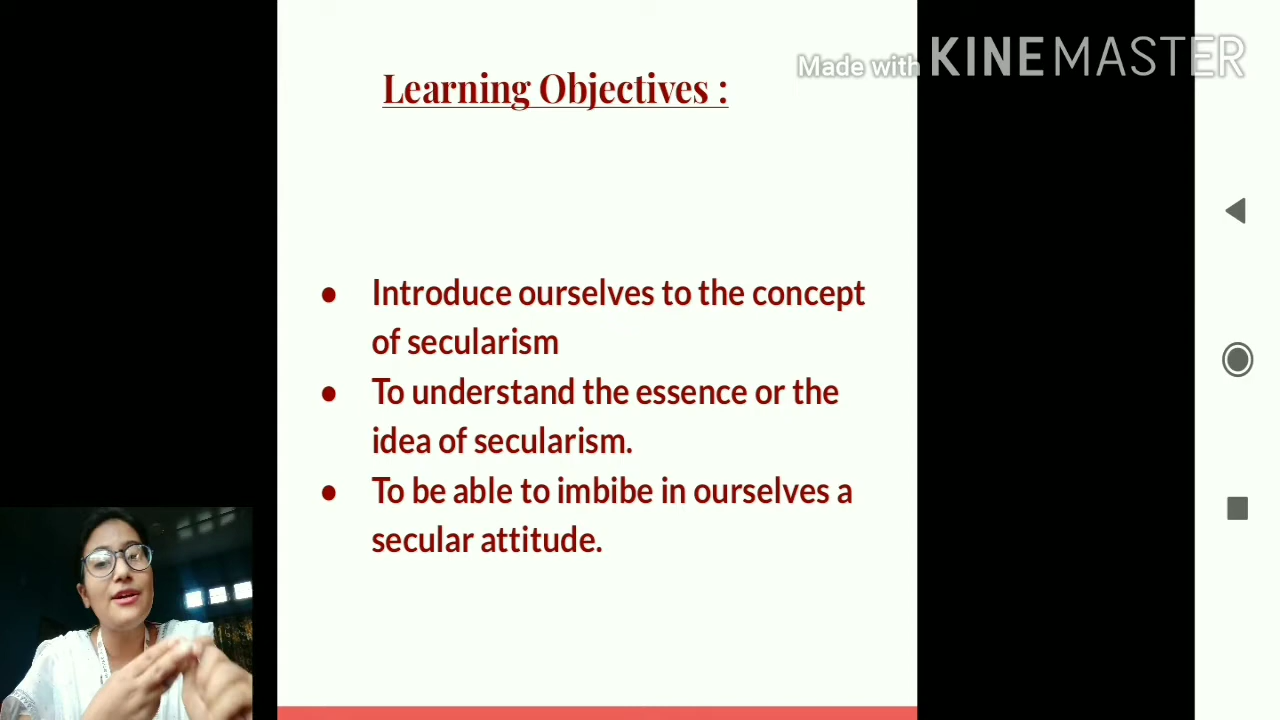 Made with KINEMASTER
Learning Objectives :
● Introduce ourselves to the concept
of secularism
● To understand the essence or the
idea of secularism.
● To be able to imbibe in ourselves a
secular attitude.